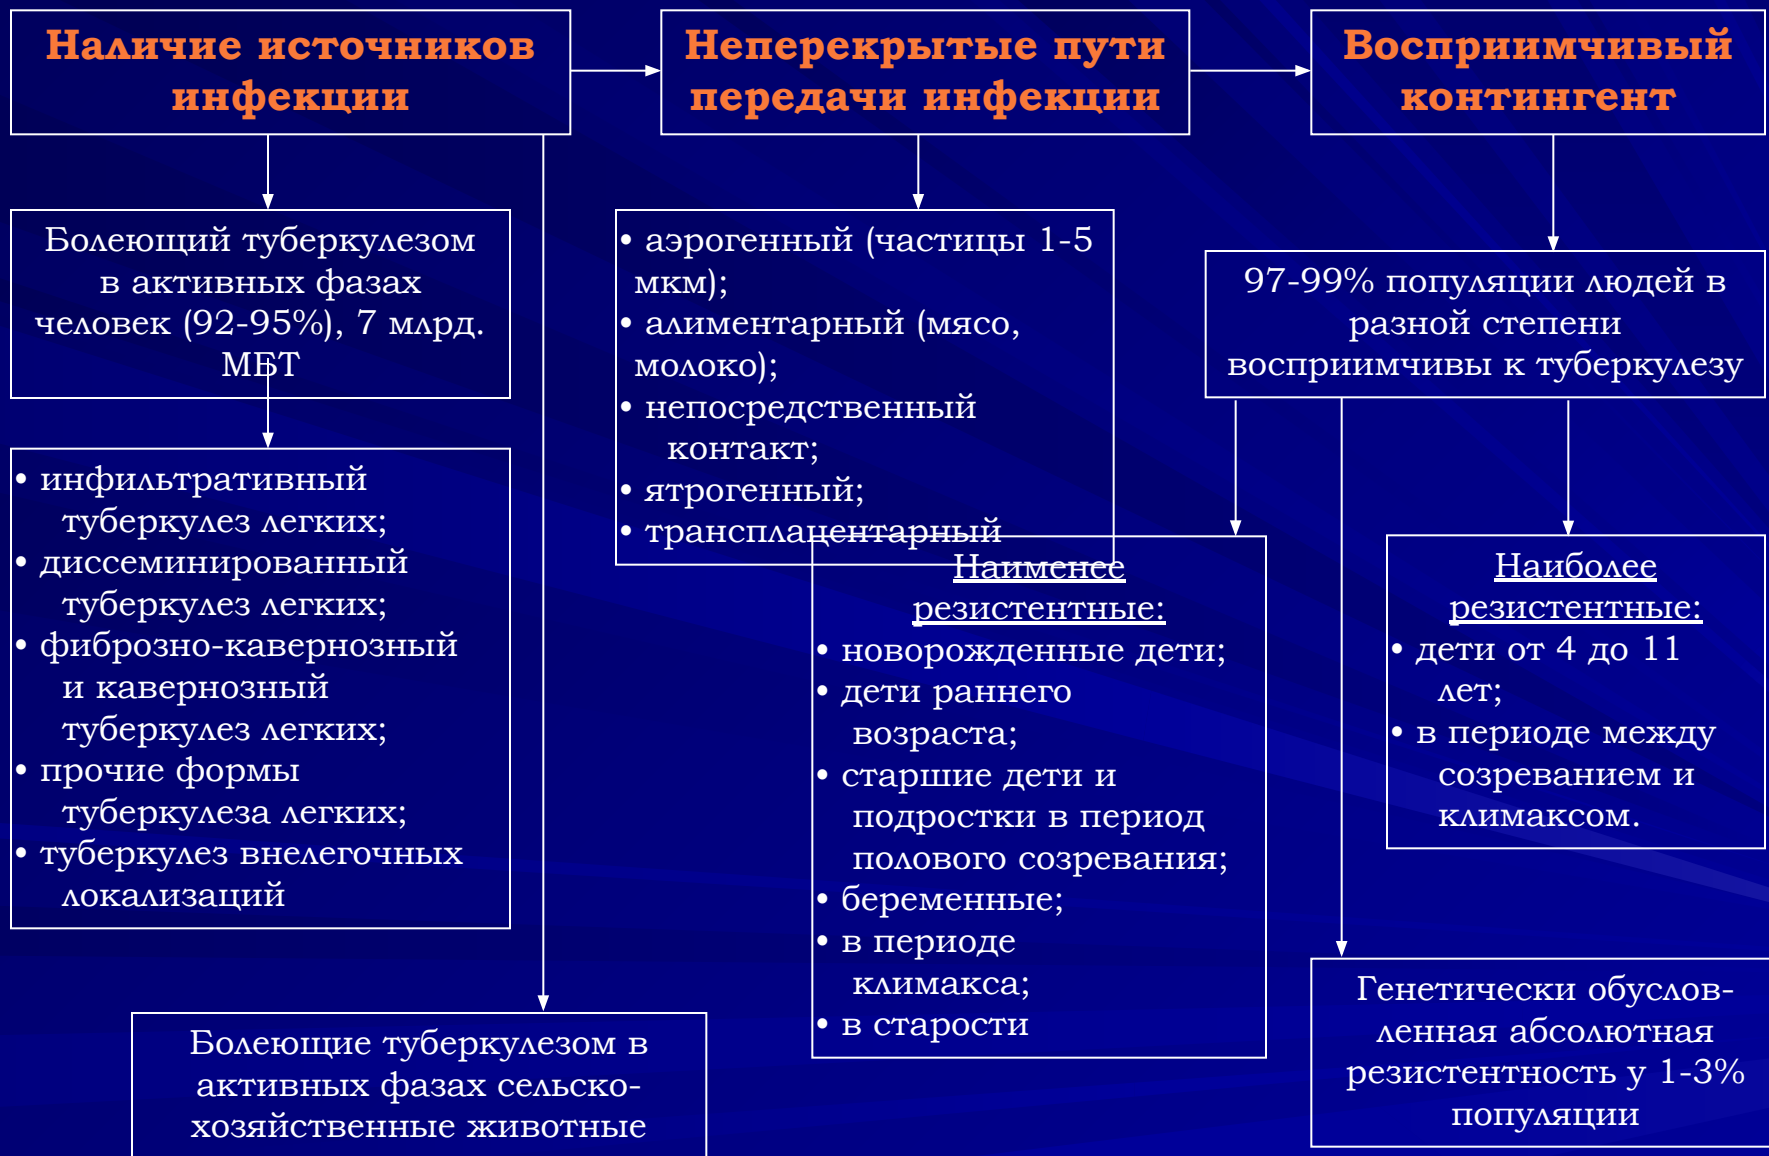 Наличие источников
инфекции
Неперекрытые пути
передачи инфекции
Восприимчивый
контингент
Болеющий туберкулезом
в активных фазах
человек (92-95%), 7 млрд.
МБТ
• инфильтративный
туберкулез легких;
• диссеминированный
туберкулез легких;
• фиброзно-кавернозный
и кавернозный
туберкулез легких;
• прочие формы
туберкулеза легких;
• туберкулез внелегочных
локализаций
Болеющие туберкулезом в
активных фазах сельско-
хозяйственные животные
• аэрогенный (частицы 1-5
мкм);
• алиментарный (мясо,
молоко);
• непосредственный
контакт;
• ятрогенный;
• трансплацентарный
97-99% популяции людей в
разной степени
восприимчивы к туберкулезу
Наименее
резистентные:
• новорожденные дети;
• дети раннего
возраста;
• старшие дети и
подростки в период
полового созревания;
• беременные;
• в периоде
климакса;
• в старости
Наиболее
резистентные:
• дети от 4 до 11
лет;
• в периоде между
созреванием и
климаксом.
Генетически обуслов-
ленная абсолютная
резистентность у 1-3%
популяции